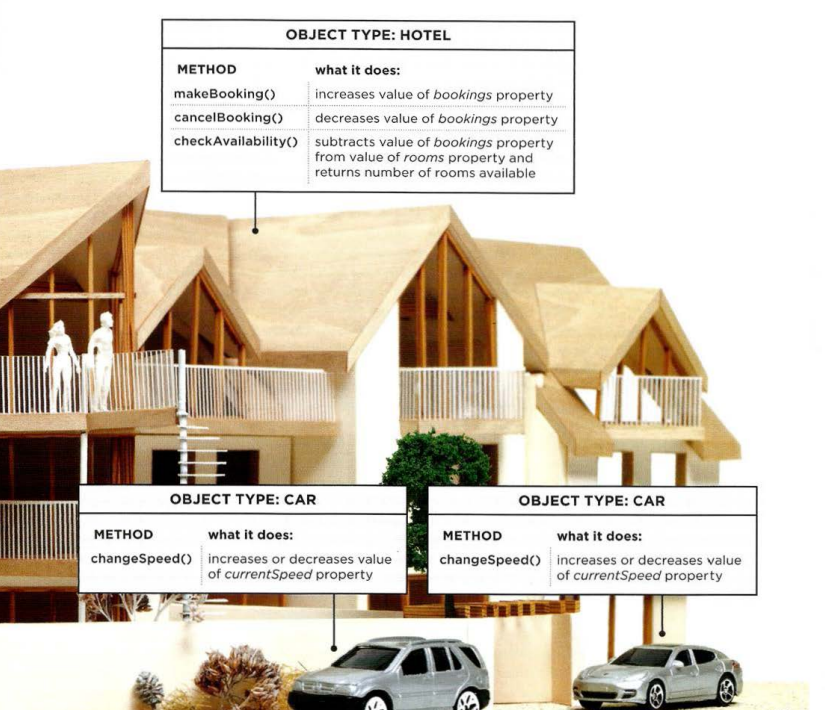 OBJECT TYPE: HOTEL
METHOD what it does:
makeBooking() increases value of bookings property
cancelBooking() decreases value of bookings property
checkAvailability() subtracts value of bookings property
from value of rooms property and
returns number of rooms available
OBJECT TYPE: CAR
METHOD what it does:
changeSpeed() increases or decreases value
of currentSpeed property
OBJECT TYPE: CAR
METHOD what it does:
changeSpeed() increases or decreases value
of currentSpeed property